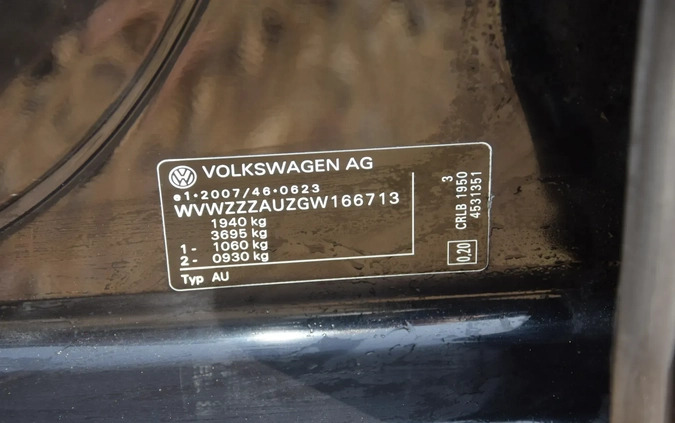 VOLKSWAGEN AG
e1*2007/46*0623
WVWZZZAUZGW166713
1940 kg
3695 kg
1- 1060 kg
2- 0930 kg
Typ AU
3
CRLB 1950
4531351
0.20